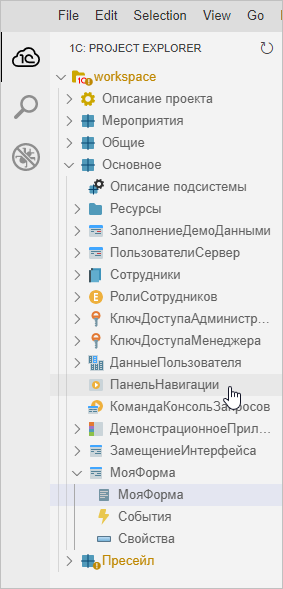 File Edit Selection View Go
1C: PROJECT EXPLORER
workspace
Описание проекта
Мероприятия
Общие
Основное
Описание подсистемы
Ресурсы
ЗаполнениеДемоДанными
ПользователиСервер
Сотрудники
РолиСотрудников
КлючДоступаАдминистр...
КлючДоступаМенеджера
ДанныеПользователя
ПанельНавигации
КомандаКонсольЗапросов
ДемонстрационноеПрил...
ЗамещениеИнтерфейса
МояФорма
МояФорма
События
Свойства
Пресейл